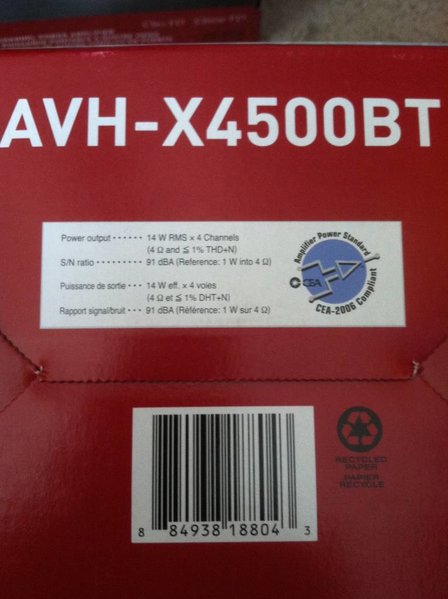 AVH-X4500BT
Power output ······· 14 W RMS × 4 Channels
(4 Ω and ≦ 1% THD+N)
S/N ratio ············ 91 dBA (Reference: 1 W into 4 Ω)
Puissance de sortie ··· 14 W eff. × 4 voies
(4 Ω et ≦ 1% DHT+N)
Rapport signal/bruit ···· 91 dBA (Référence: 1 W sur 4 Ω)
Amplifier Power Standard
CEA
CEA-2006 Compliant
8 84938 18804 3
RECYCLED
PAPER
PAPIER
RECYCLE